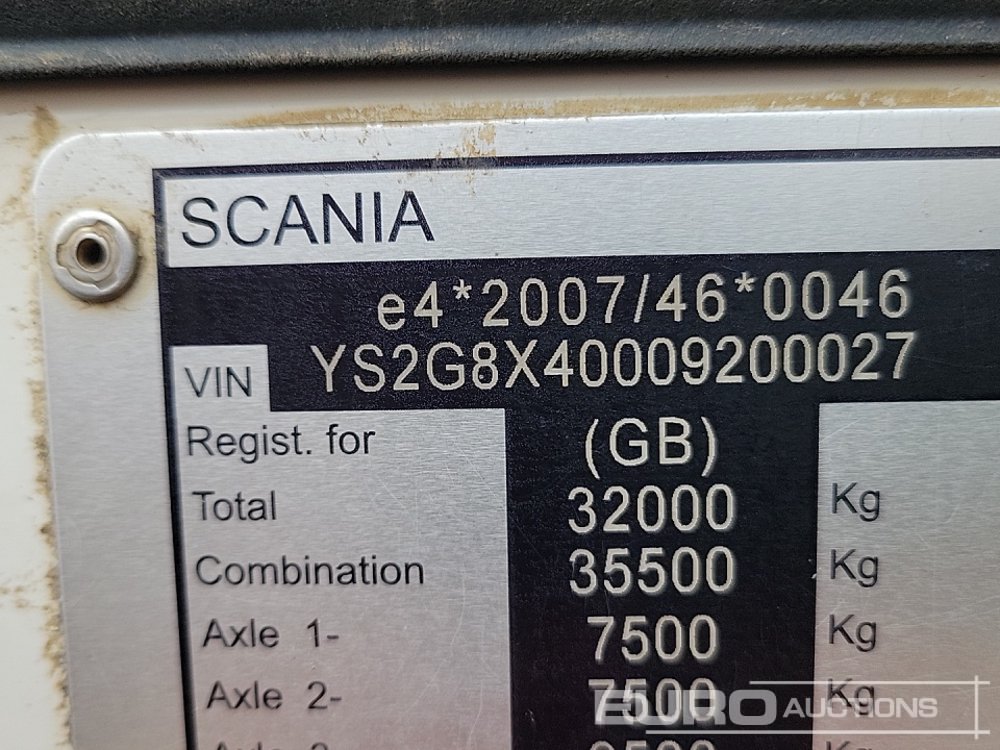 SCANIA
e4*2007/46*0046
VIN YS2G8X40009200027
Regist. for (GB)
Total 32000 Kg
Combination 35500 Kg
Axle 1- 7500 Kg
Axle 2- 7500 Kg
EURO AUCTIONS